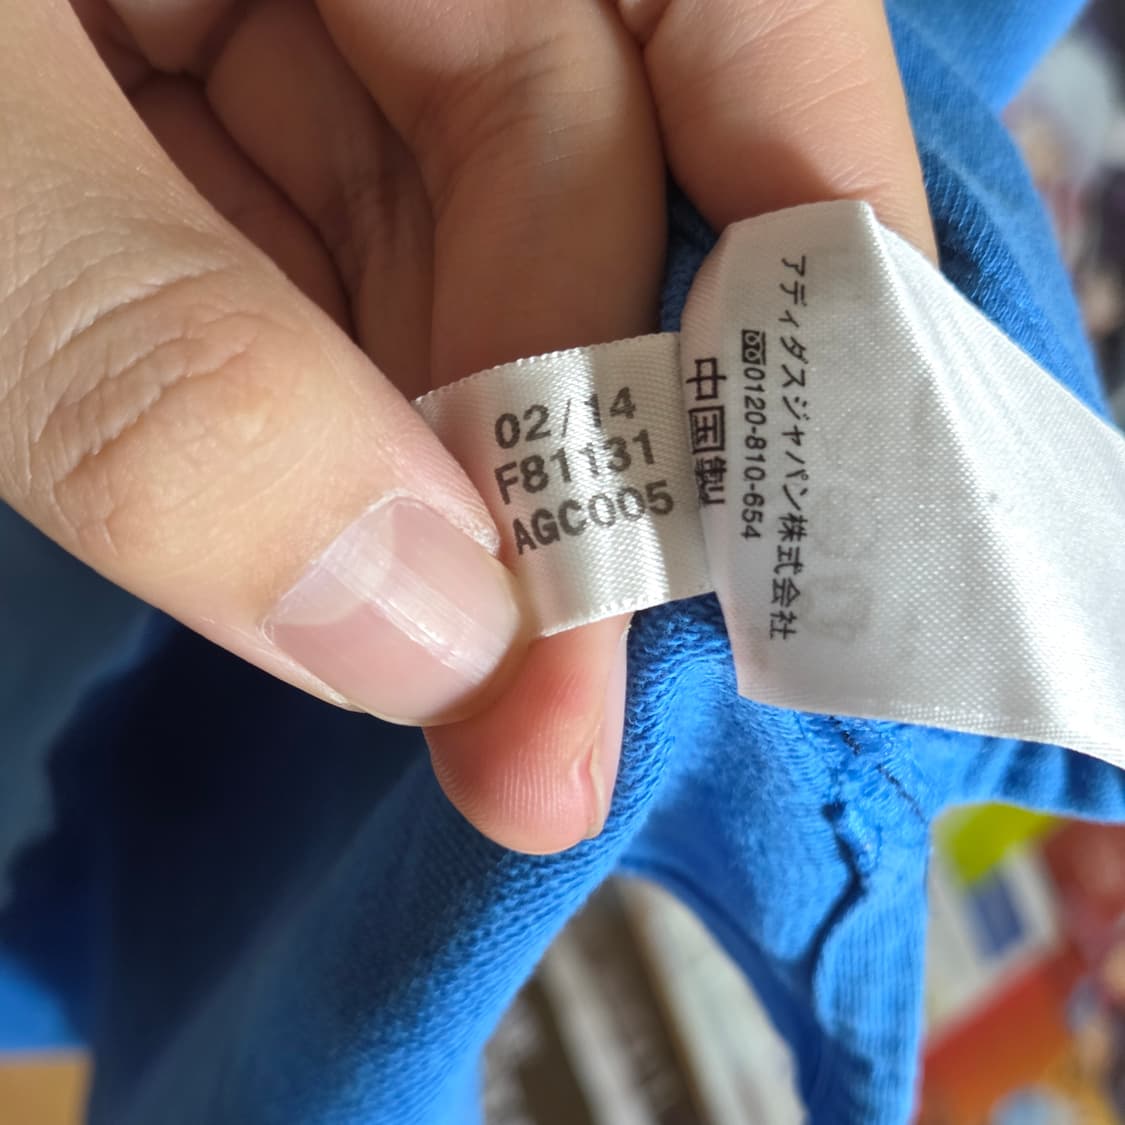 02/14
F81131
AGC005
アディダスジャパン株式会社
0120-810-654
中国製